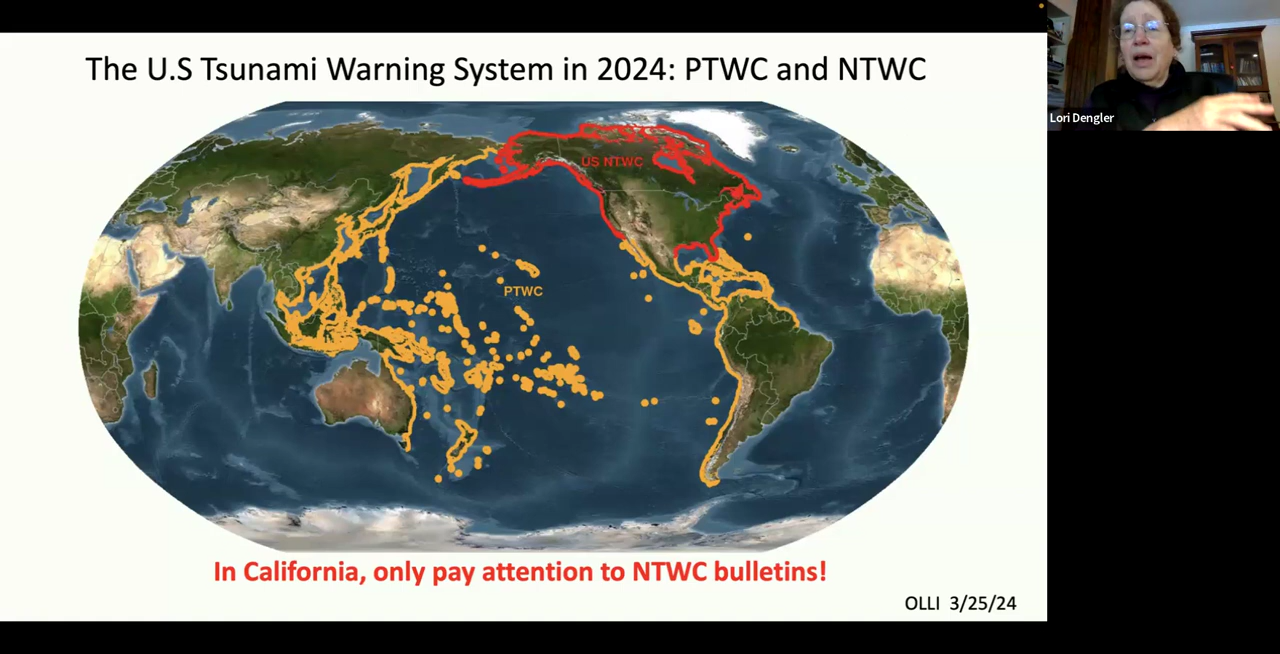 The U.S Tsunami Warning System in 2024: PTWC and NTWC
Lori Dengler
US NTWC
PTWC
In California, only pay attention to NTWC bulletins!
OLLI 3/25/24